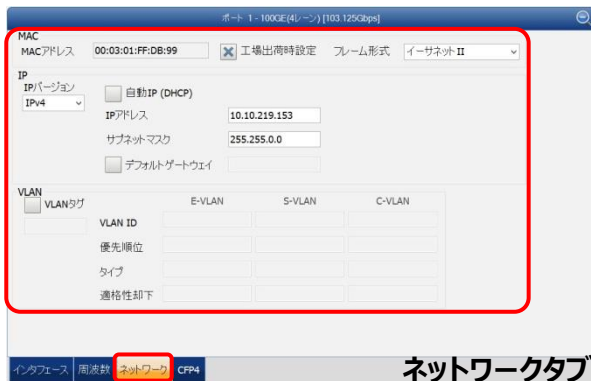 ポート 1 - 100GE(4レーン) [103.125Gbps]
MAC
MACアドレス 00:03:01:FF:DB:99 工場出荷時設定 フレーム形式 イーサネット II
IP
IPバージョン
自動IP (DHCP)
IPv4
IPアドレス 10.10.219.153
サブネットマスク 255.255.0.0
デフォルトゲートウェイ
VLAN
VLANタグ E-VLAN S-VLAN C-VLAN
VLAN ID
優先順位
タイプ
適格性却下
インタフェース 周波数 ネットワーク CFP4
ネットワークタブ